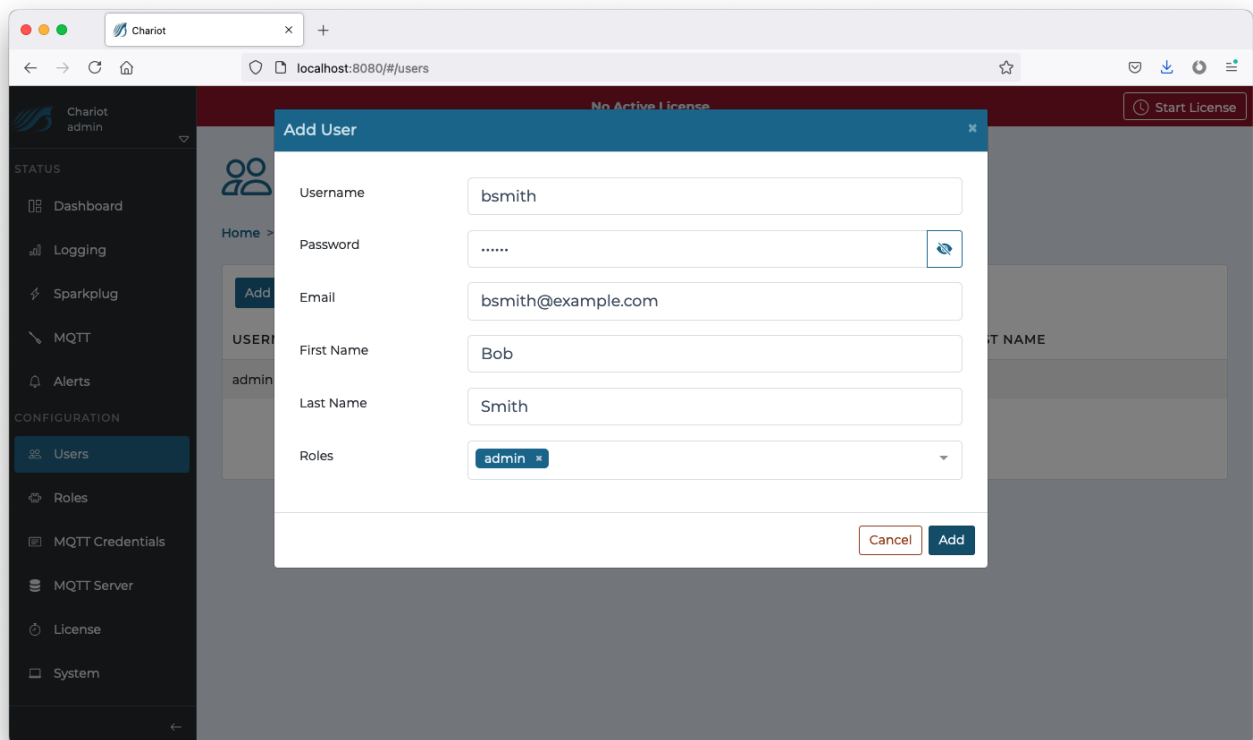 Chariot
localhost:8080/#/users
Chariot
admin
No Active License
Start License
Add User
STATUS
Dashboard
Logging
Sparkplug
MQTT
Alerts
CONFIGURATION
Users
Roles
MQTT Credentials
MQTT Server
License
System
Home >
Add
USERN
ST NAME
admin
Username
bsmith
Password
••••••
Email
bsmith@example.com
First Name
Bob
Last Name
Smith
Roles
admin ×
Cancel
Add